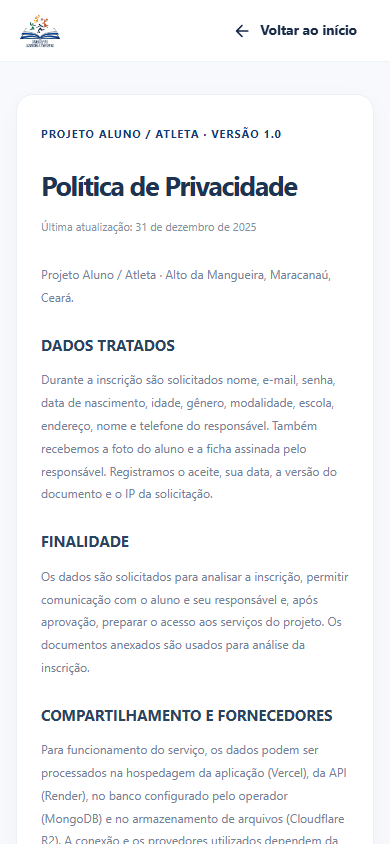 Voltar ao início
PROJETO ALUNO / ATLETA · VERSÃO 1.0
Política de Privacidade
Última atualização: 31 de dezembro de 2025
Projeto Aluno / Atleta · Alto da Mangueira, Maracanaú,
Ceará.
DADOS TRATADOS
Durante a inscrição são solicitados nome, e-mail, senha,
data de nascimento, idade, gênero, modalidade, escola,
endereço, nome e telefone do responsável. Também
recebemos a foto do aluno e a ficha assinada pelo
responsável. Registramos o aceite, sua data, a versão do
documento e o IP da solicitação.
FINALIDADE
Os dados são solicitados para analisar a inscrição, permitir
comunicação com o aluno e seu responsável e, após
aprovação, preparar o acesso aos serviços do projeto. Os
documentos anexados são usados para análise da
inscrição.
COMPARTILHAMENTO E FORNECEDORES
Para funcionamento do serviço, os dados podem ser
processados na hospedagem da aplicação (Vercel), da API
(Render), no banco configurado pelo operador
(MongoDB) e no armazenamento de arquivos (Cloudflare
R2). A conexão e os provedores utilizados dependem da